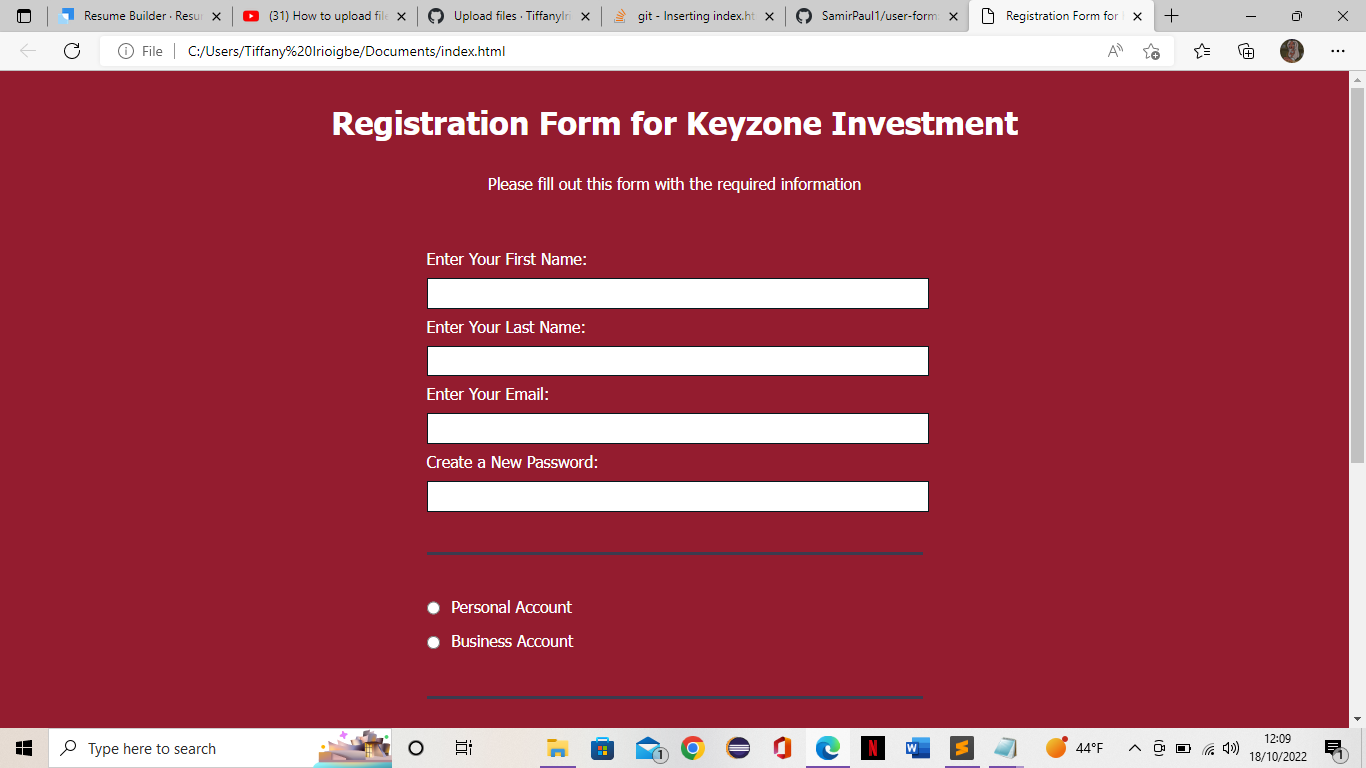 Resume Builder · Resu
(31) How to upload file
Upload files · TiffanyIri
git - Inserting index.ht
SamirPaul1/user-form
Registration Form for
File
C:/Users/Tiffany%20Irioigbe/Documents/index.html
Registration Form for Keyzone Investment
Please fill out this form with the required information
Enter Your First Name:
Enter Your Last Name:
Enter Your Email:
Create a New Password:
Personal Account
Business Account
Type here to search
1
N
W
44°F
12:09
18/10/2022
1